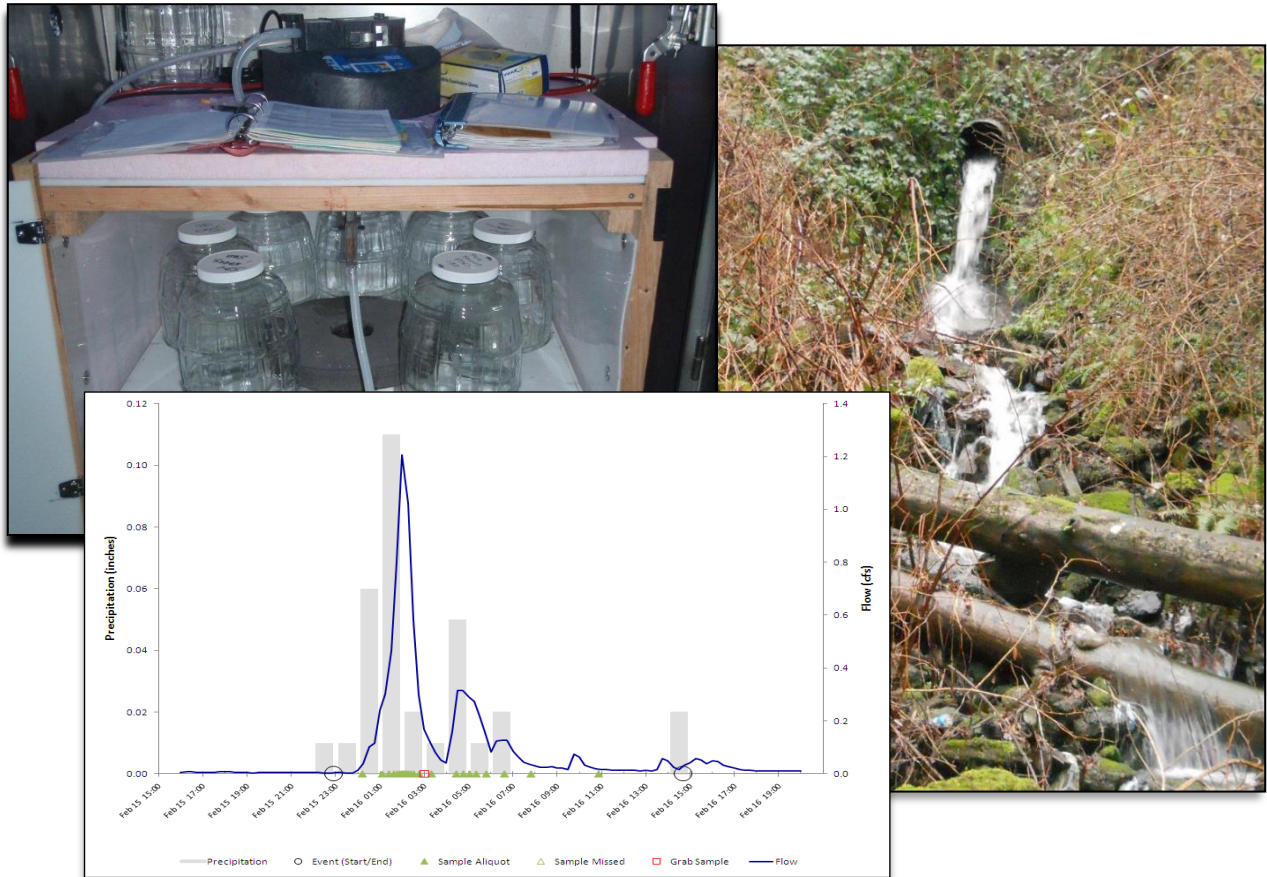 0.12
0.10
0.08
0.06
0.04
0.02
0.00
Precipitation (inches)
1.4
1.2
1.0
0.8
0.6
0.4
0.2
0.0
Flow (cfs)
Feb 15 15:00
Feb 15 17:00
Feb 15 19:00
Feb 15 21:00
Feb 15 23:00
Feb 16 01:00
Feb 16 03:00
Feb 16 05:00
Feb 16 07:00
Feb 16 09:00
Feb 16 11:00
Feb 16 13:00
Feb 16 15:00
Feb 16 17:00
Feb 16 19:00
Precipitation Event (Start/End) Sample Aliquot Sample Missed Grab Sample Flow